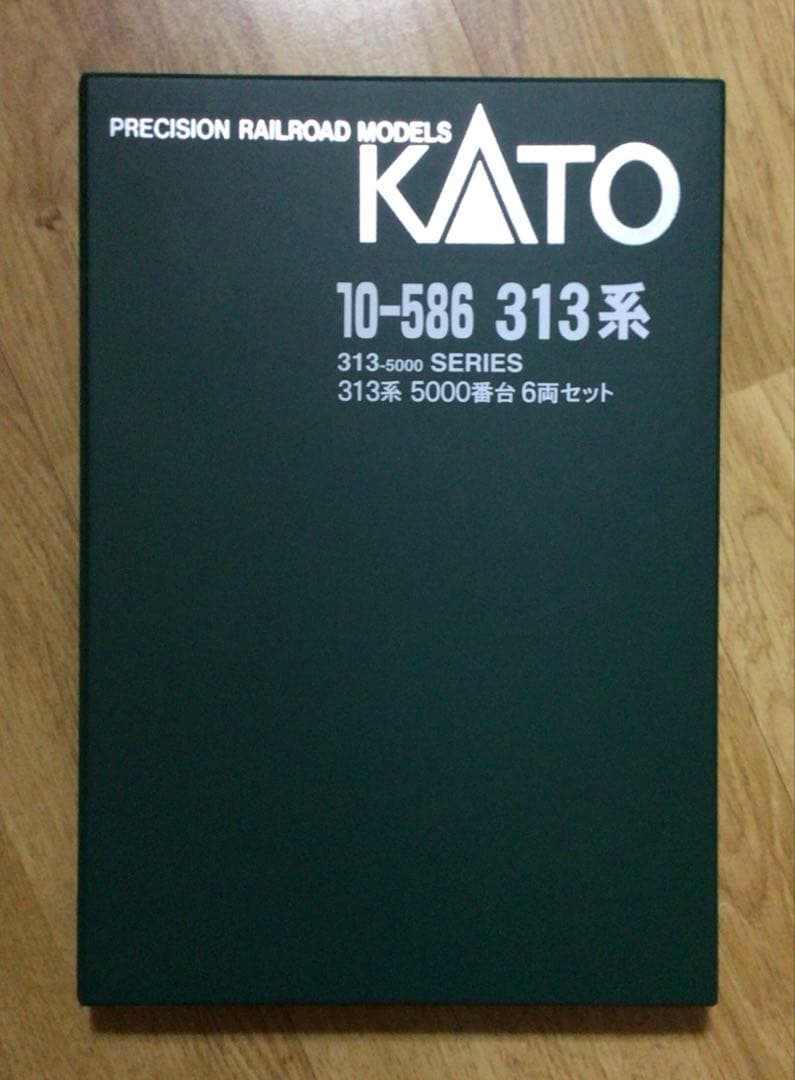 PRECISION RAILROAD MODELS
KATO
10-586 313系
313-5000 SERIES
313系 5000番台 6両セット